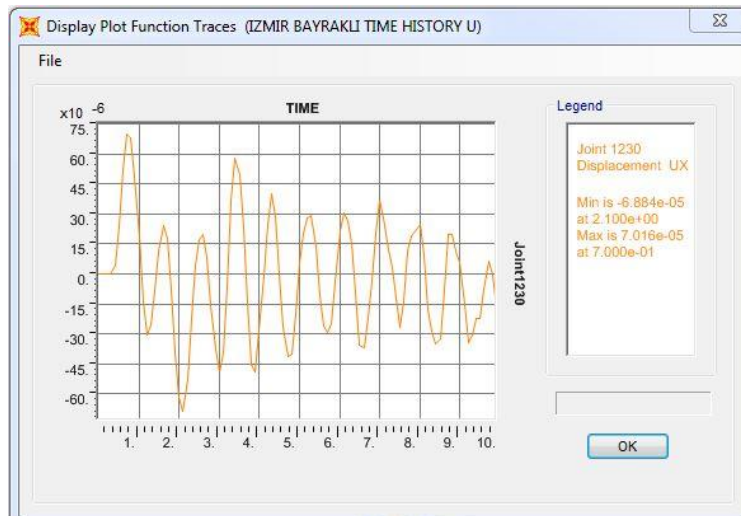 Display Plot Function Traces (IZMIR BAYRAKLI TIME HISTORY U)
File
x10 -6
TIME
75.
60.
45.
30.
15.
0.
-15.
-30.
-45.
-60.
1. 2. 3. 4. 5. 6. 7. 8. 9. 10.
Joint1230
Legend
Joint 1230
Displacement UX
Min is -6.884e-05
at 2.100e+00
Max is 7.016e-05
at 7.000e-01
OK